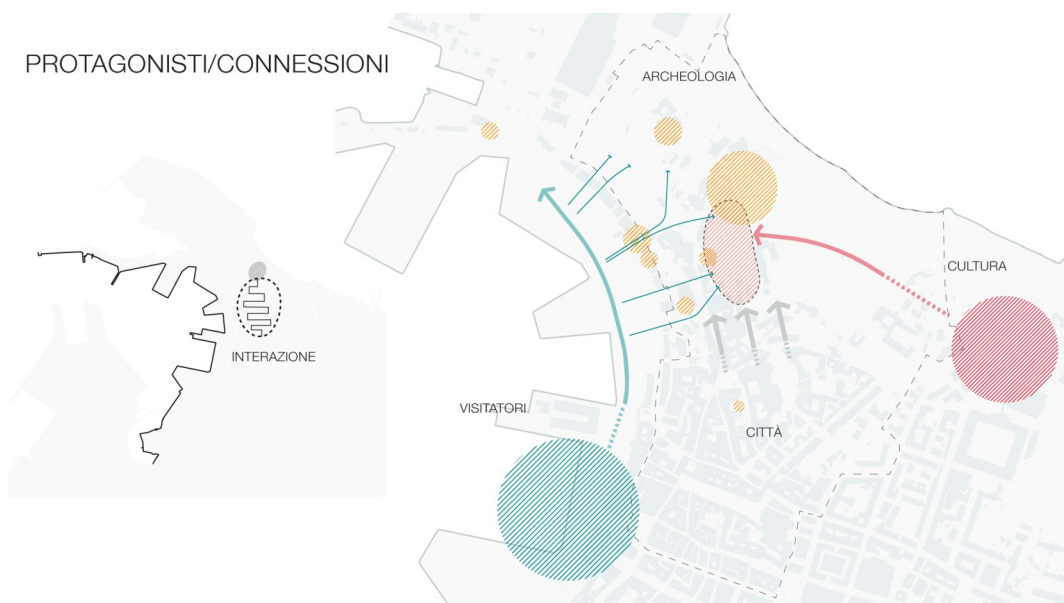 PROTAGONISTI/CONNESSIONI
ARCHEOLOGIA
CULTURA
INTERAZIONE
VISITATORI
CITTÀ